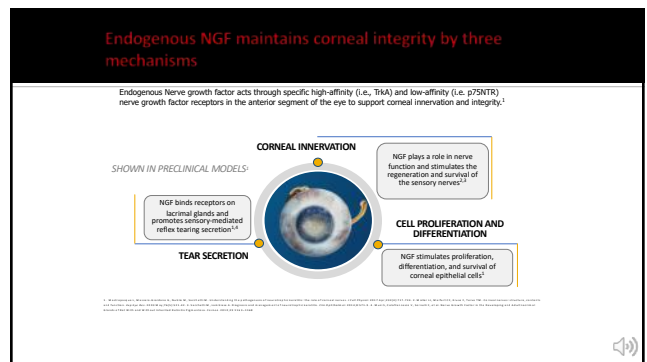 Endogenous NGF maintains corneal integrity by three
mechanisms
Endogenous Nerve growth factor acts through specific high-affinity (i.e., TrkA) and low-affinity (i.e. p75NTR)
nerve growth factor receptors in the anterior segment of the eye to support corneal innervation and integrity.¹
CORNEAL INNERVATION
SHOWN IN PRECLINICAL MODELS
NGF plays a role in nerve
function and stimulates the
regeneration and survival of
the sensory nerves²,³
NGF binds receptors on
lacrimal glands and
promotes sensory-mediated
reflex tearing secretion¹,⁴
TEAR SECRETION
CELL PROLIFERATION AND
DIFFERENTIATION
NGF stimulates proliferation,
differentiation, and survival of
corneal epithelial cells¹